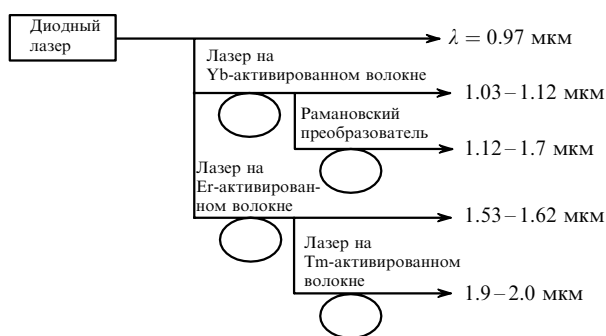 Диодный
лазер
λ = 0.97 мкм
Лазер на
Yb-активированном волокне
1.03 – 1.12 мкм
Рамановский
преобразователь
1.12 – 1.7 мкм
Лазер на
Er-активирован-
ном волокне
1.53 – 1.62 мкм
Лазер на
Tm-активированном
волокне
1.9 – 2.0 мкм